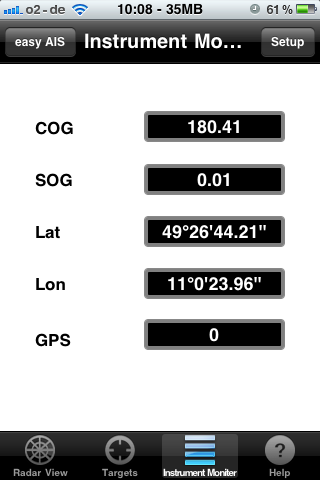 o2-de 10:08 - 35MB 61%
easy AIS Instrument Mo... Setup
COG 180.41
SOG 0.01
Lat 49°26'44.21"
Lon 11°0'23.96"
GPS 0
Radar View Targets Instrument Moniter ? Help